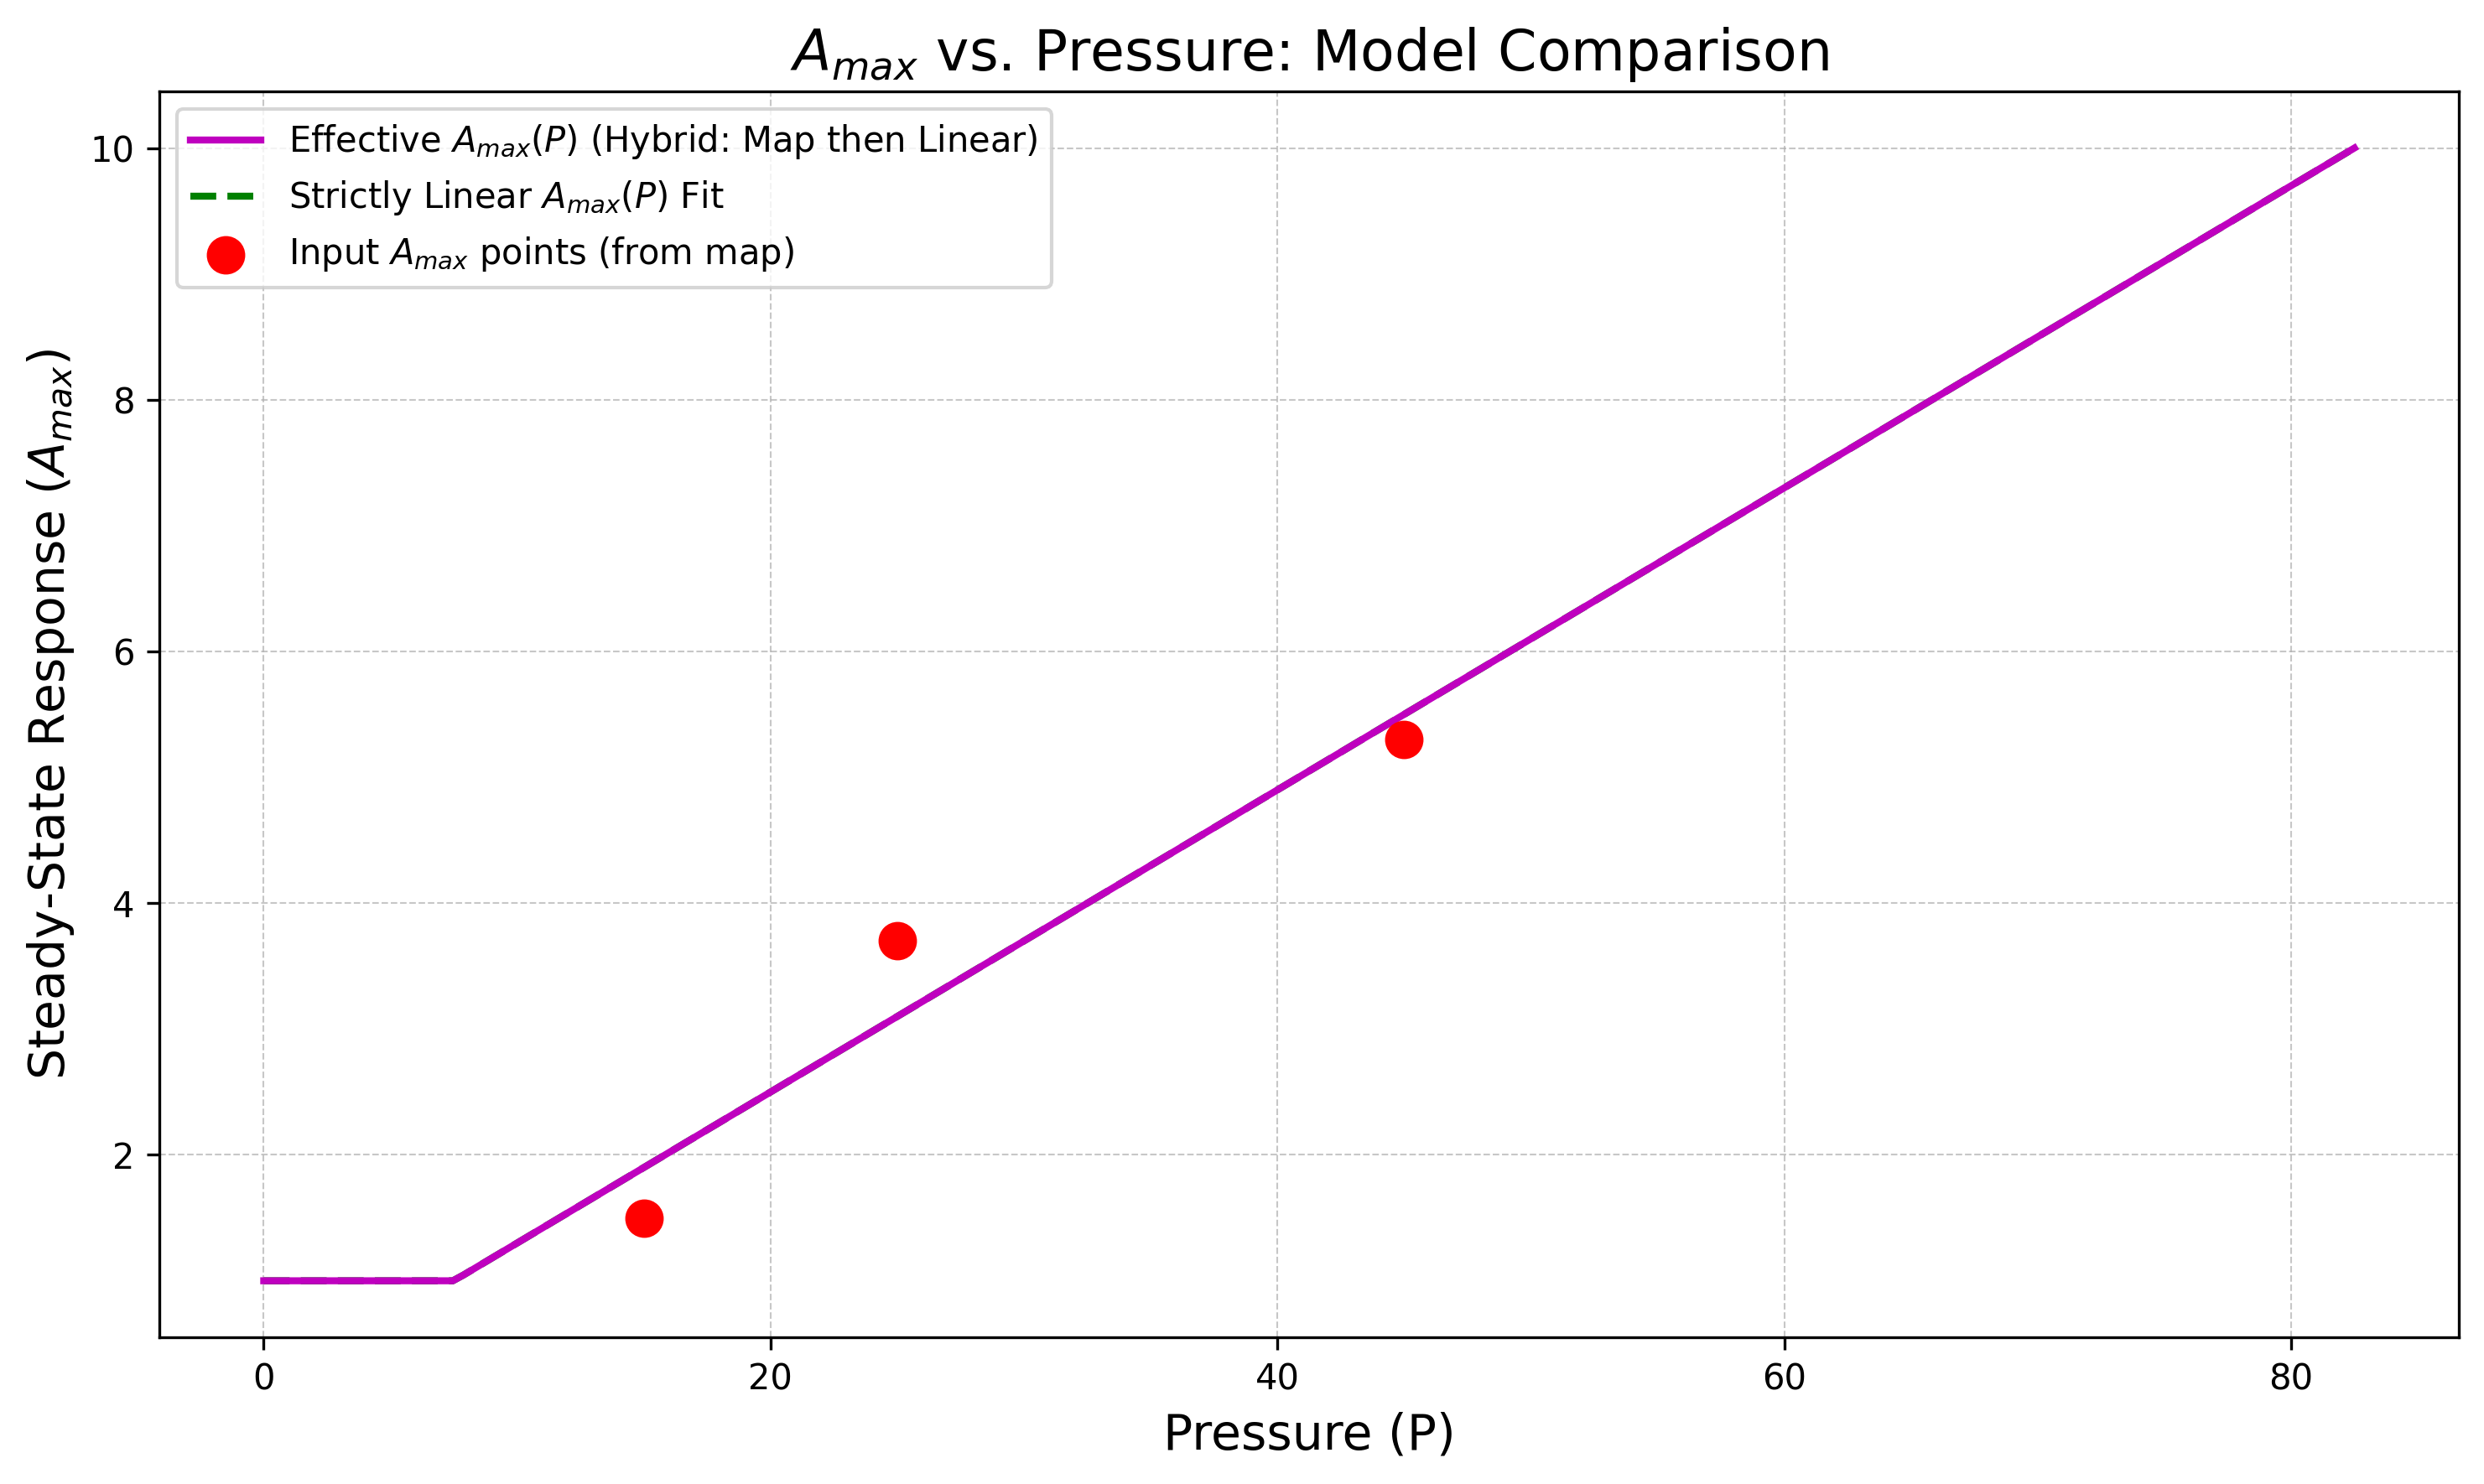 A_max vs. Pressure: Model Comparison
Effective A_max(P) (Hybrid: Map then Linear)
Strictly Linear A_max(P) Fit
Input A_max points (from map)
Steady-State Response (A_max)
10
8
6
4
2
0 20 40 60 80
Pressure (P)